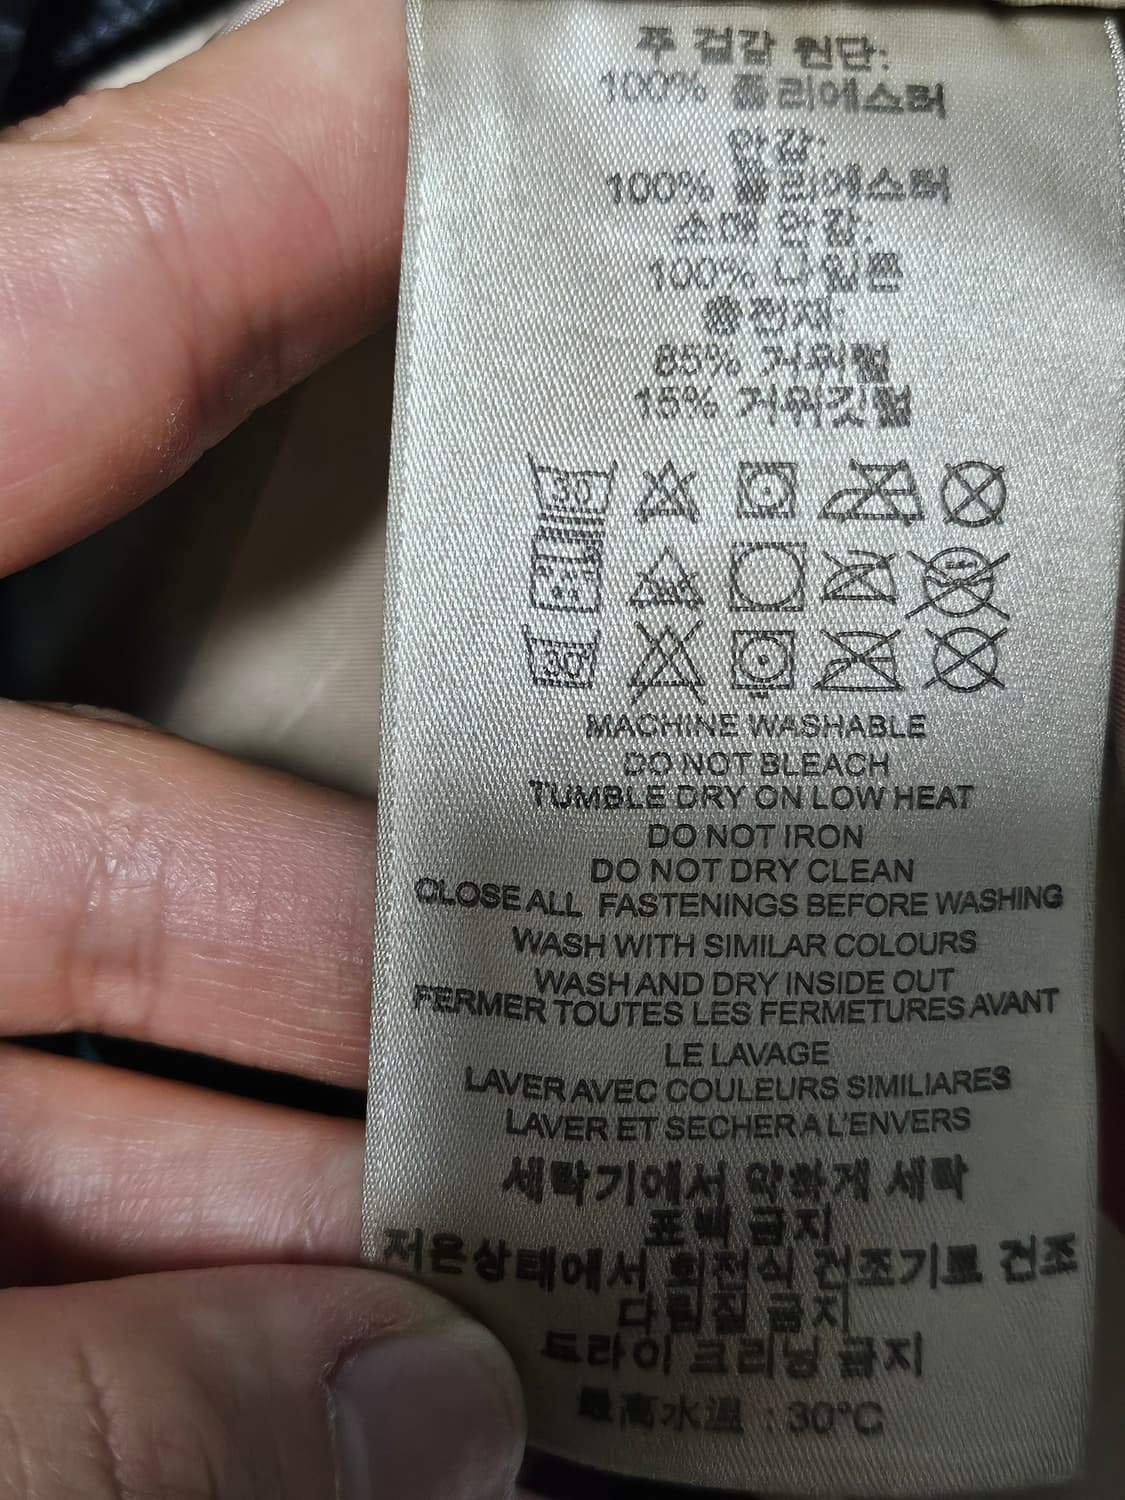 주 겉감 원단:
100% 폴리에스터
안감:
100% 폴리에스터
소매 안감:
100% 나일론
충전재:
85% 거위털
15% 거위깃털
30
30
MACHINE WASHABLE
DO NOT BLEACH
TUMBLE DRY ON LOW HEAT
DO NOT IRON
DO NOT DRY CLEAN
CLOSE ALL FASTENINGS BEFORE WASHING
WASH WITH SIMILAR COLOURS
WASH AND DRY INSIDE OUT
FERMER TOUTES LES FERMETURES AVANT
LE LAVAGE
LAVER AVEC COULEURS SIMILIARES
LAVER ET SECHER A L'ENVERS
세탁기에서 약하게 세탁
표백 금지
저온상태에서 회전식 건조기로 건조
다림질 금지
드라이 크리닝 금지
最高水温 : 30°C